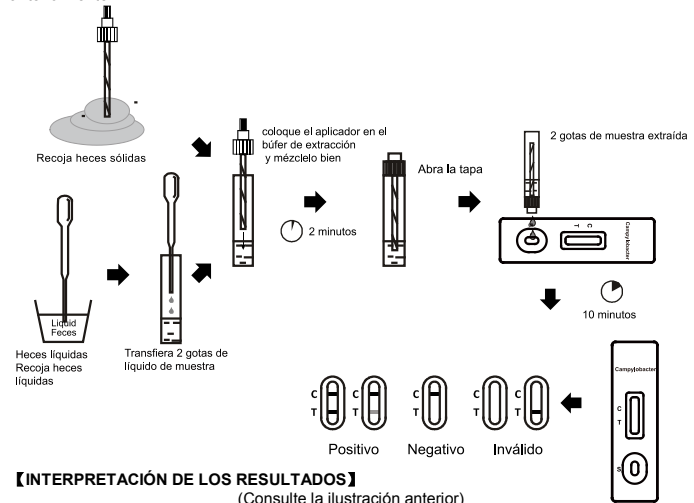 Recoja heces sólidas
coloque el aplicador en el
búfer de extracción
y mézclelo bien
2 minutos
Abra la tapa
2 gotas de muestra extraída
C
T
Campylobacter
10 minutos
Liquid
Feces
Heces líquidas
Recoja heces
líquidas
Transfiera 2 gotas de
líquido de muestra
Campylobacter
C
T
S
C
T
C
T
C
T
C
T
C
T
Positivo
Negativo
Inválido
【INTERPRETACIÓN DE LOS RESULTADOS】
(Consulte la ilustración anterior)